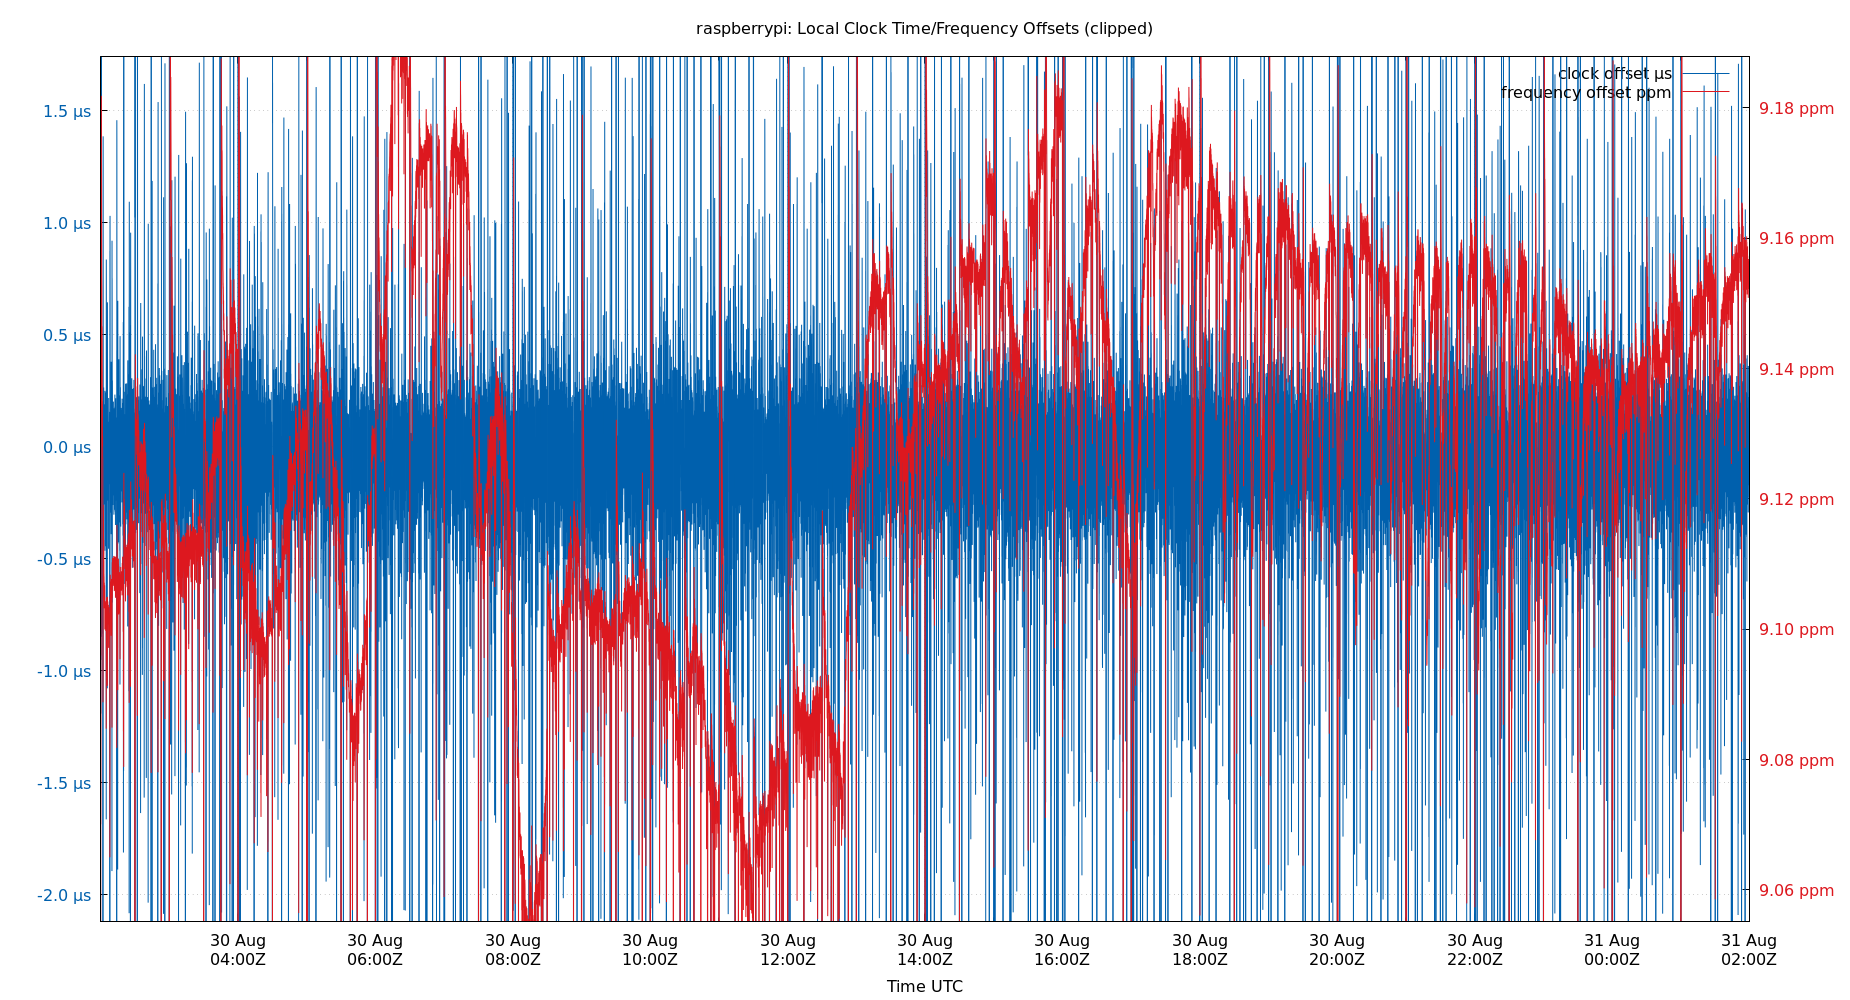 raspberrypi: Local Clock Time/Frequency Offsets (clipped)
clock offset µs
frequency offset ppm
1.5 µs
1.0 µs
0.5 µs
0.0 µs
-0.5 µs
-1.0 µs
-1.5 µs
-2.0 µs
9.18 ppm
9.16 ppm
9.14 ppm
9.12 ppm
9.10 ppm
9.08 ppm
9.06 ppm
30 Aug 30 Aug 30 Aug 30 Aug 30 Aug 30 Aug 30 Aug 30 Aug 30 Aug 30 Aug 31 Aug 31 Aug
04:00Z 06:00Z 08:00Z 10:00Z 12:00Z 14:00Z 16:00Z 18:00Z 20:00Z 22:00Z 00:00Z 02:00Z
Time UTC